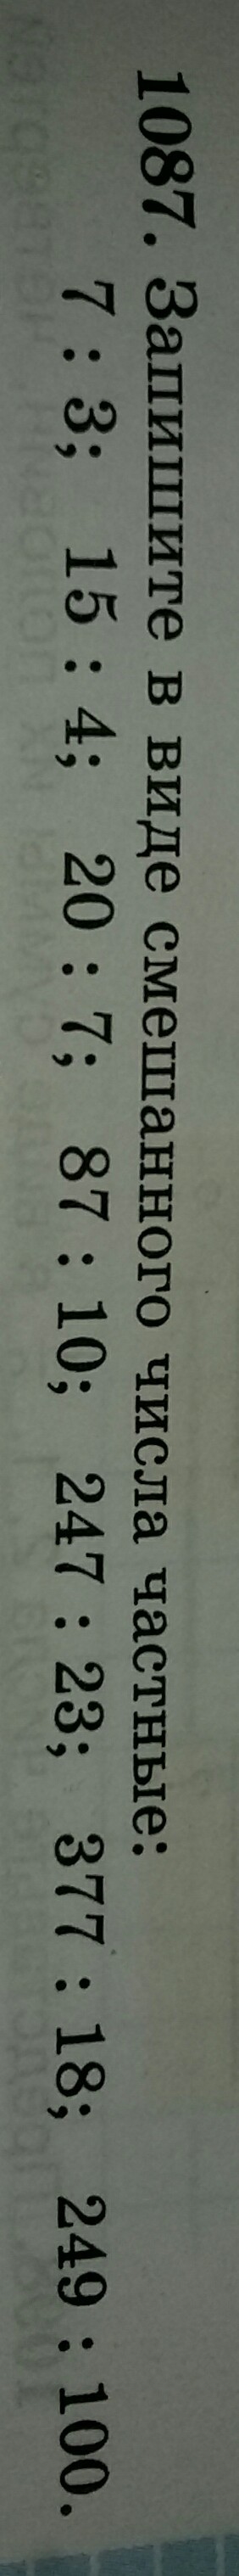 1087. Запишите в виде смешанного числа частные:
7 : 3; 15 : 4; 20 : 7; 87 : 10; 247 : 23; 377 : 18; 249 : 100.